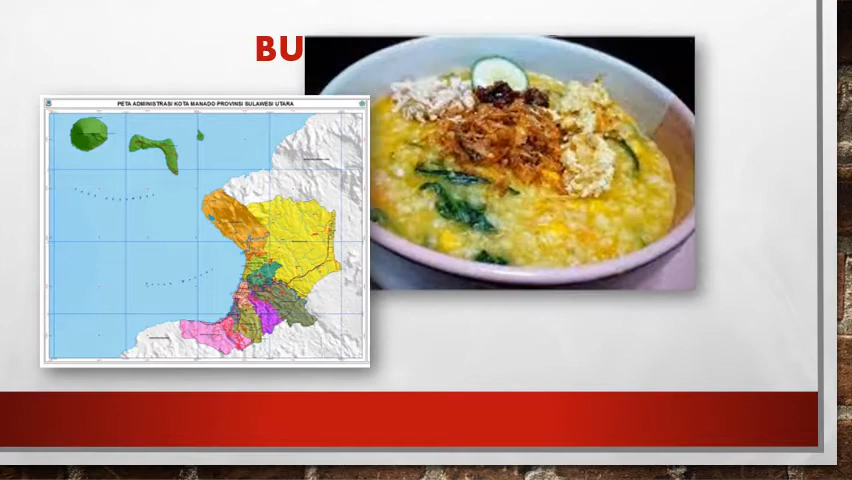 BU
PETA ADMINISTRASI KOTA MANADO PROVINSI SULAWESI UTARA